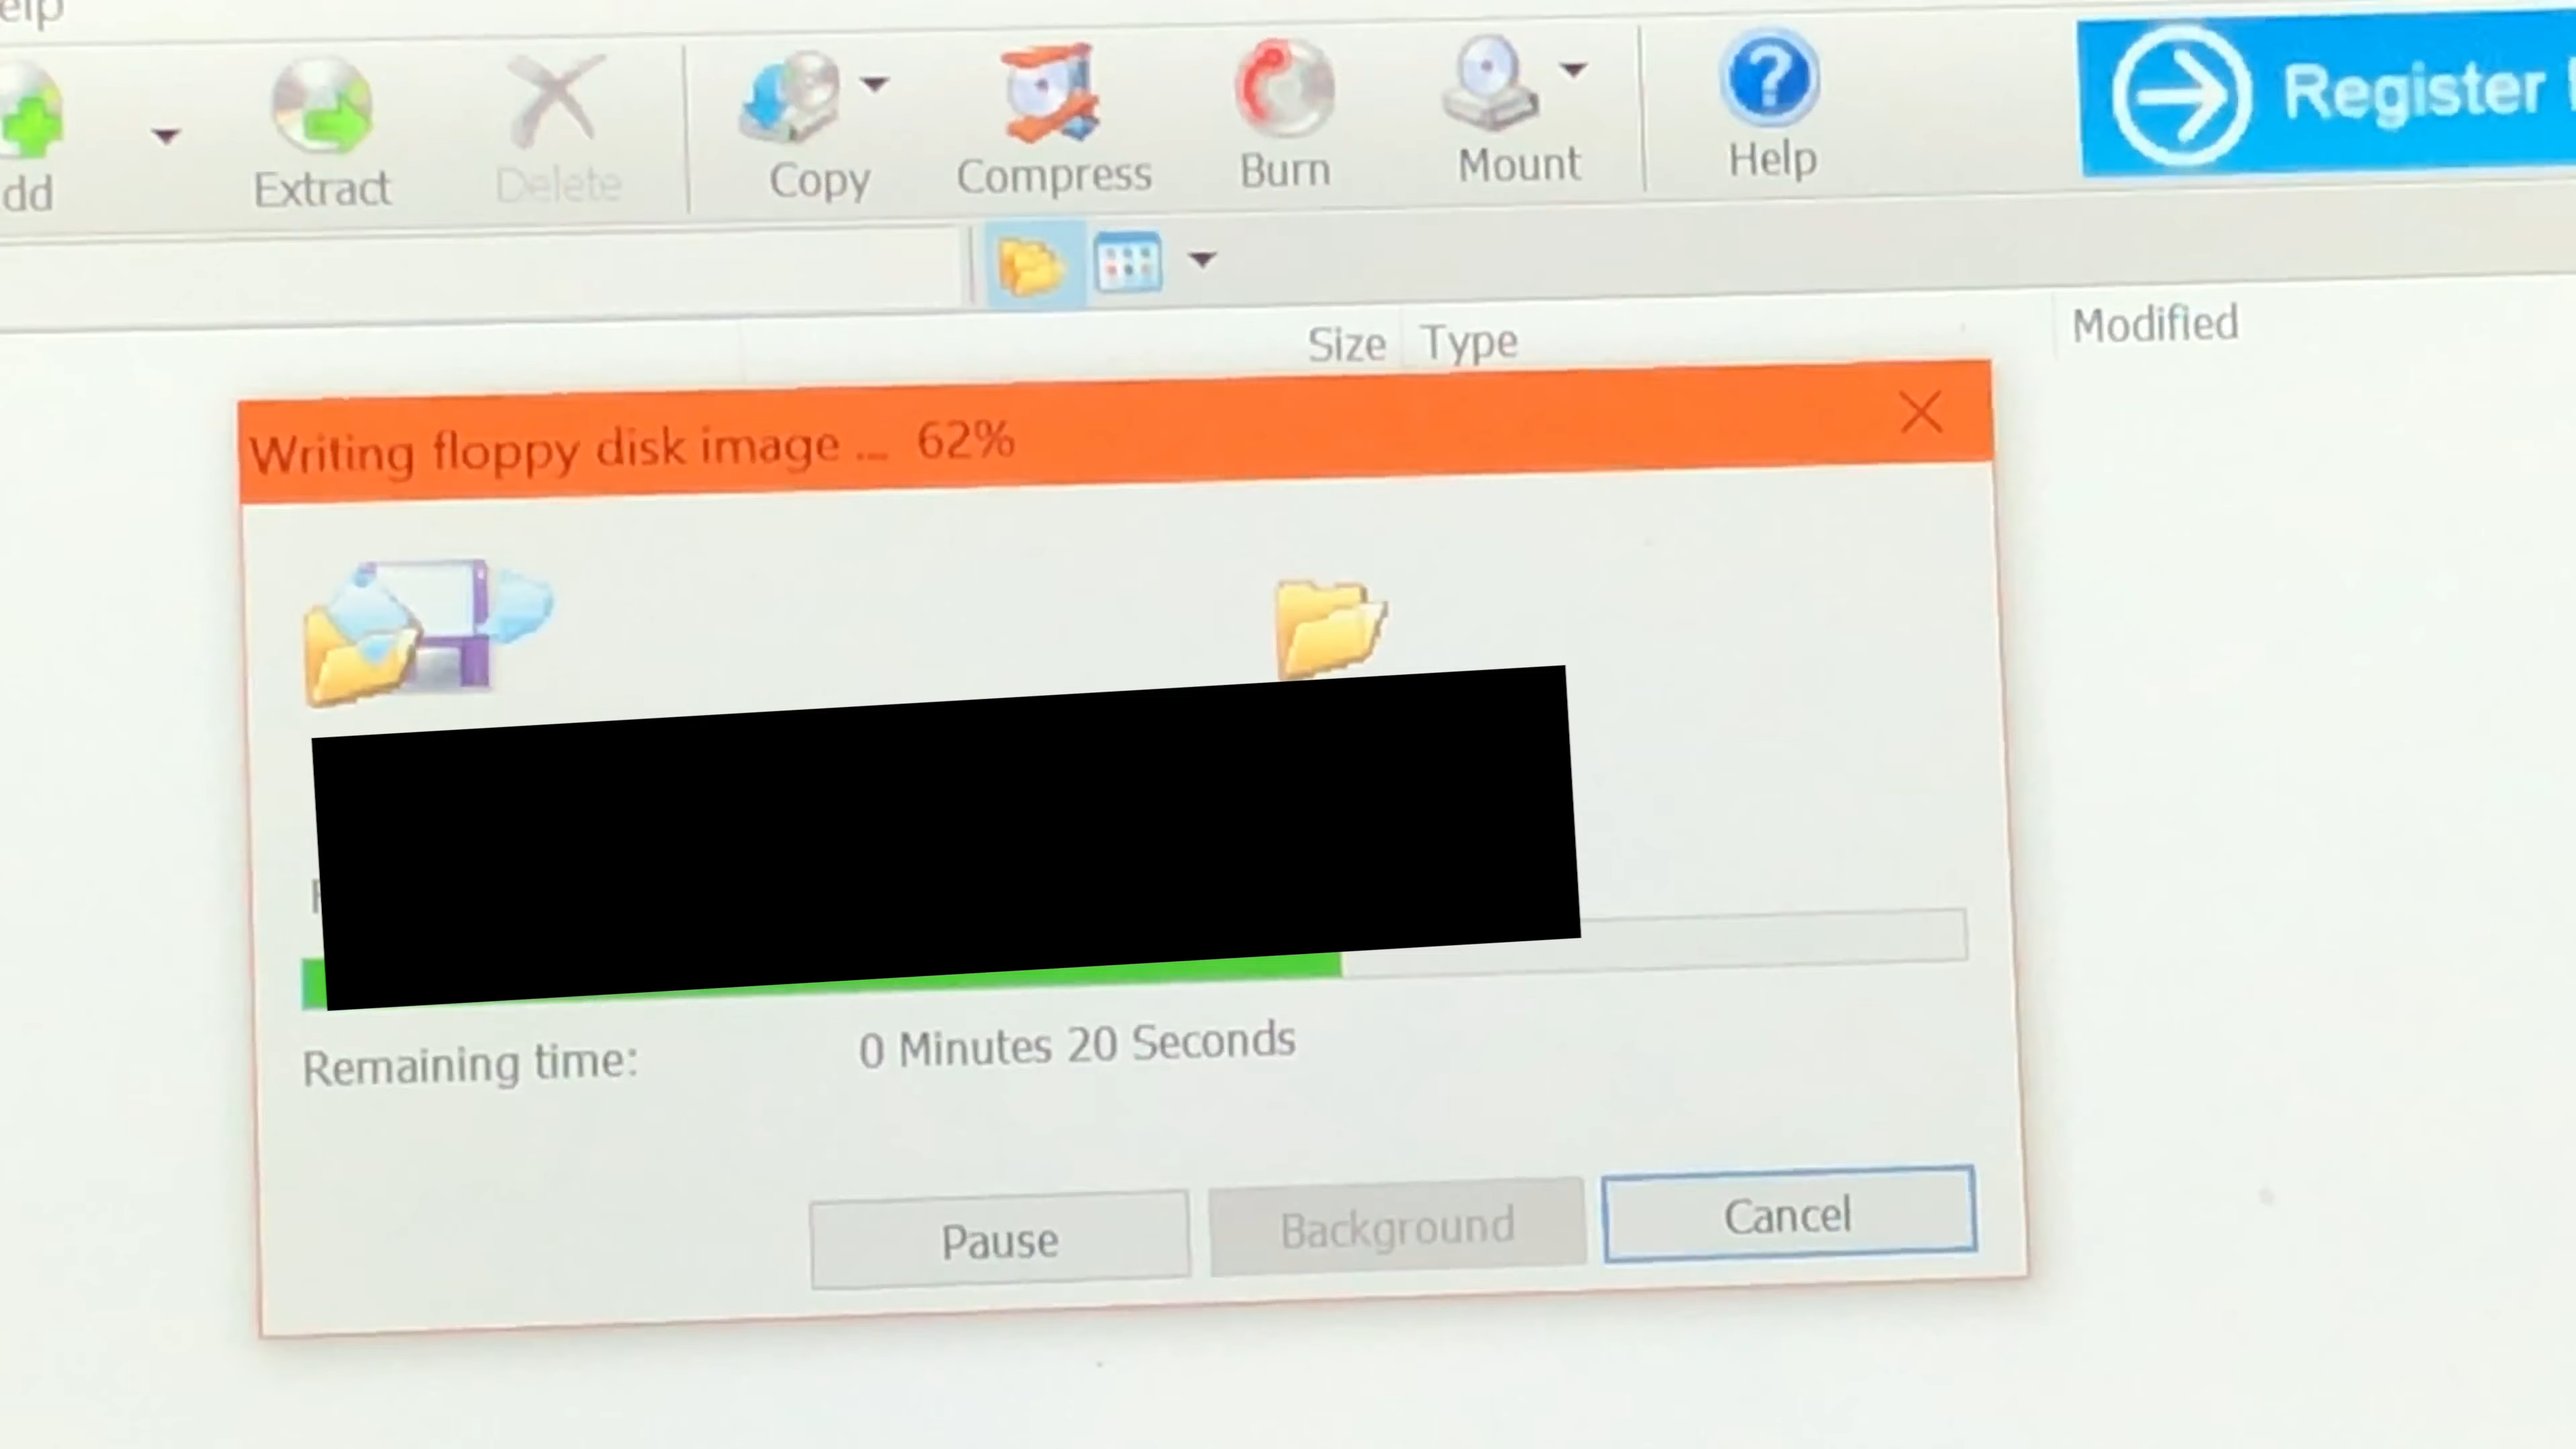 elp
dd
Extract
Delete
Copy
Compress
Burn
Mount
Help
Register
Size Type
Modified
Writing floppy disk image ... 62%
Remaining time: 0 Minutes 20 Seconds
Pause
Background
Cancel